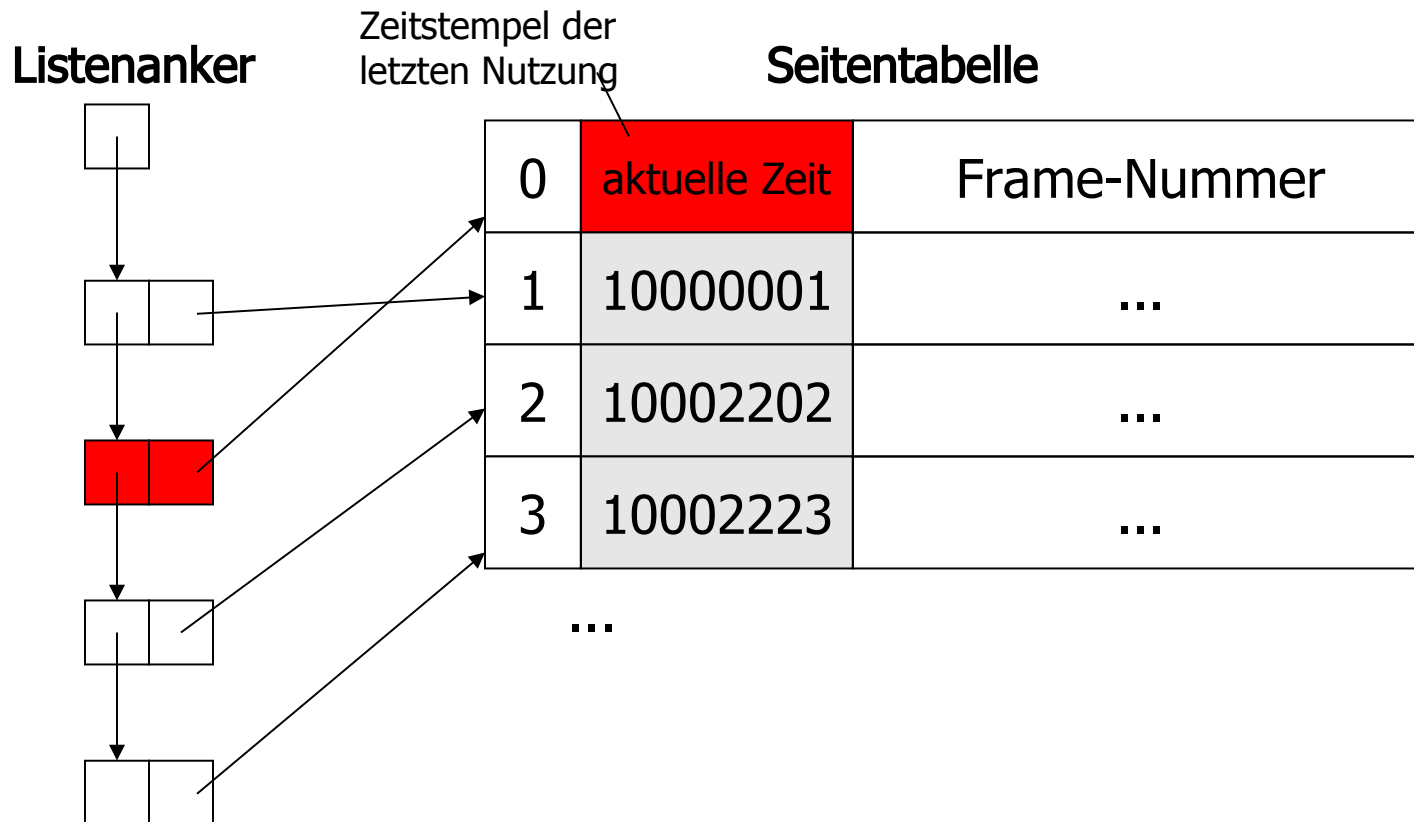 Zeitstempel der
letzten Nutzung
Listenanker
Seitentabelle
0 aktuelle Zeit Frame-Nummer
1 10000001 ...
2 10002202 ...
3 10002223 ...
...